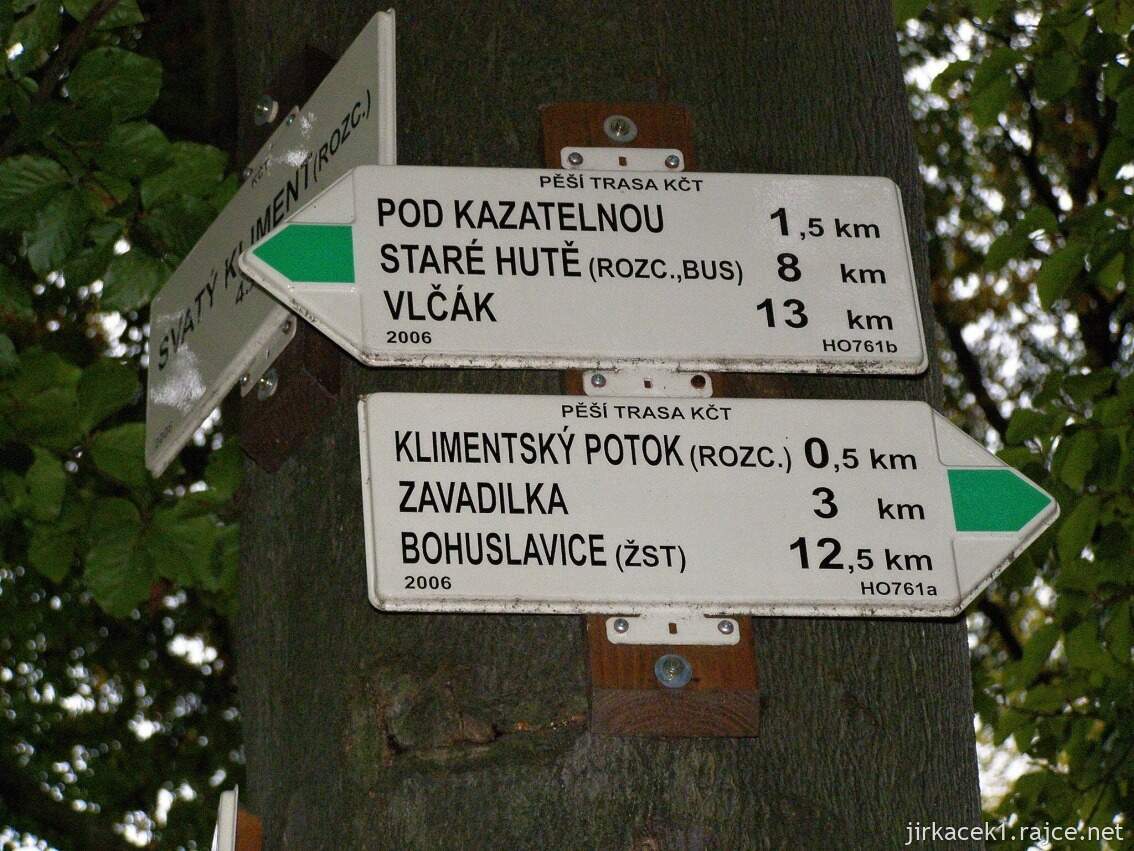 KČT
SVATÝ KLIMENT (ROZC.)
PĚŠÍ TRASA KČT
POD KAZATELNOU 1,5 km
STARÉ HUTĚ (ROZC.,BUS) 8 km
VLČÁK 13 km
2006 HO761b
PĚŠÍ TRASA KČT
KLIMENTSKÝ POTOK (ROZC.) 0,5 km
ZAVADILKA 3 km
BOHUSLAVICE (ŽST) 12,5 km
2006 HO761a
jirkacek1.rajce.net